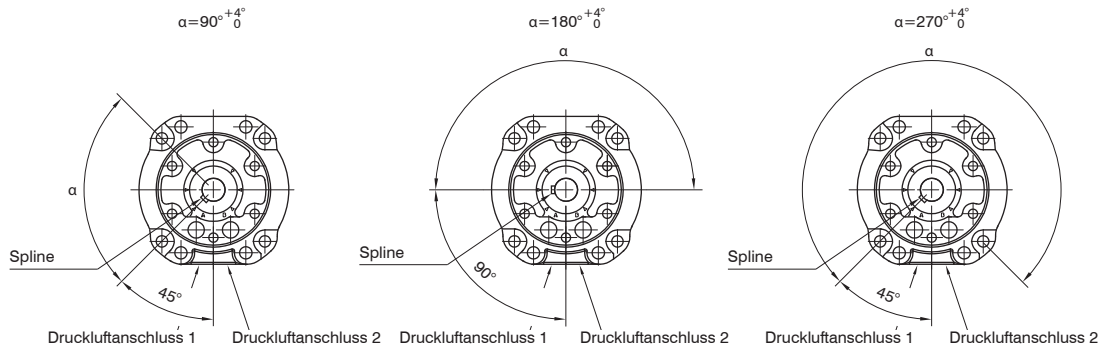 α=90° +4° 0
α=180° +4° 0
α=270° +4° 0
α
α
α
A D
A D
A D
Spline
Spline
Spline
45°
90°
45°
Druckluftanschluss 1
Druckluftanschluss 2
Druckluftanschluss 1
Druckluftanschluss 2
Druckluftanschluss 1
Druckluftanschluss 2